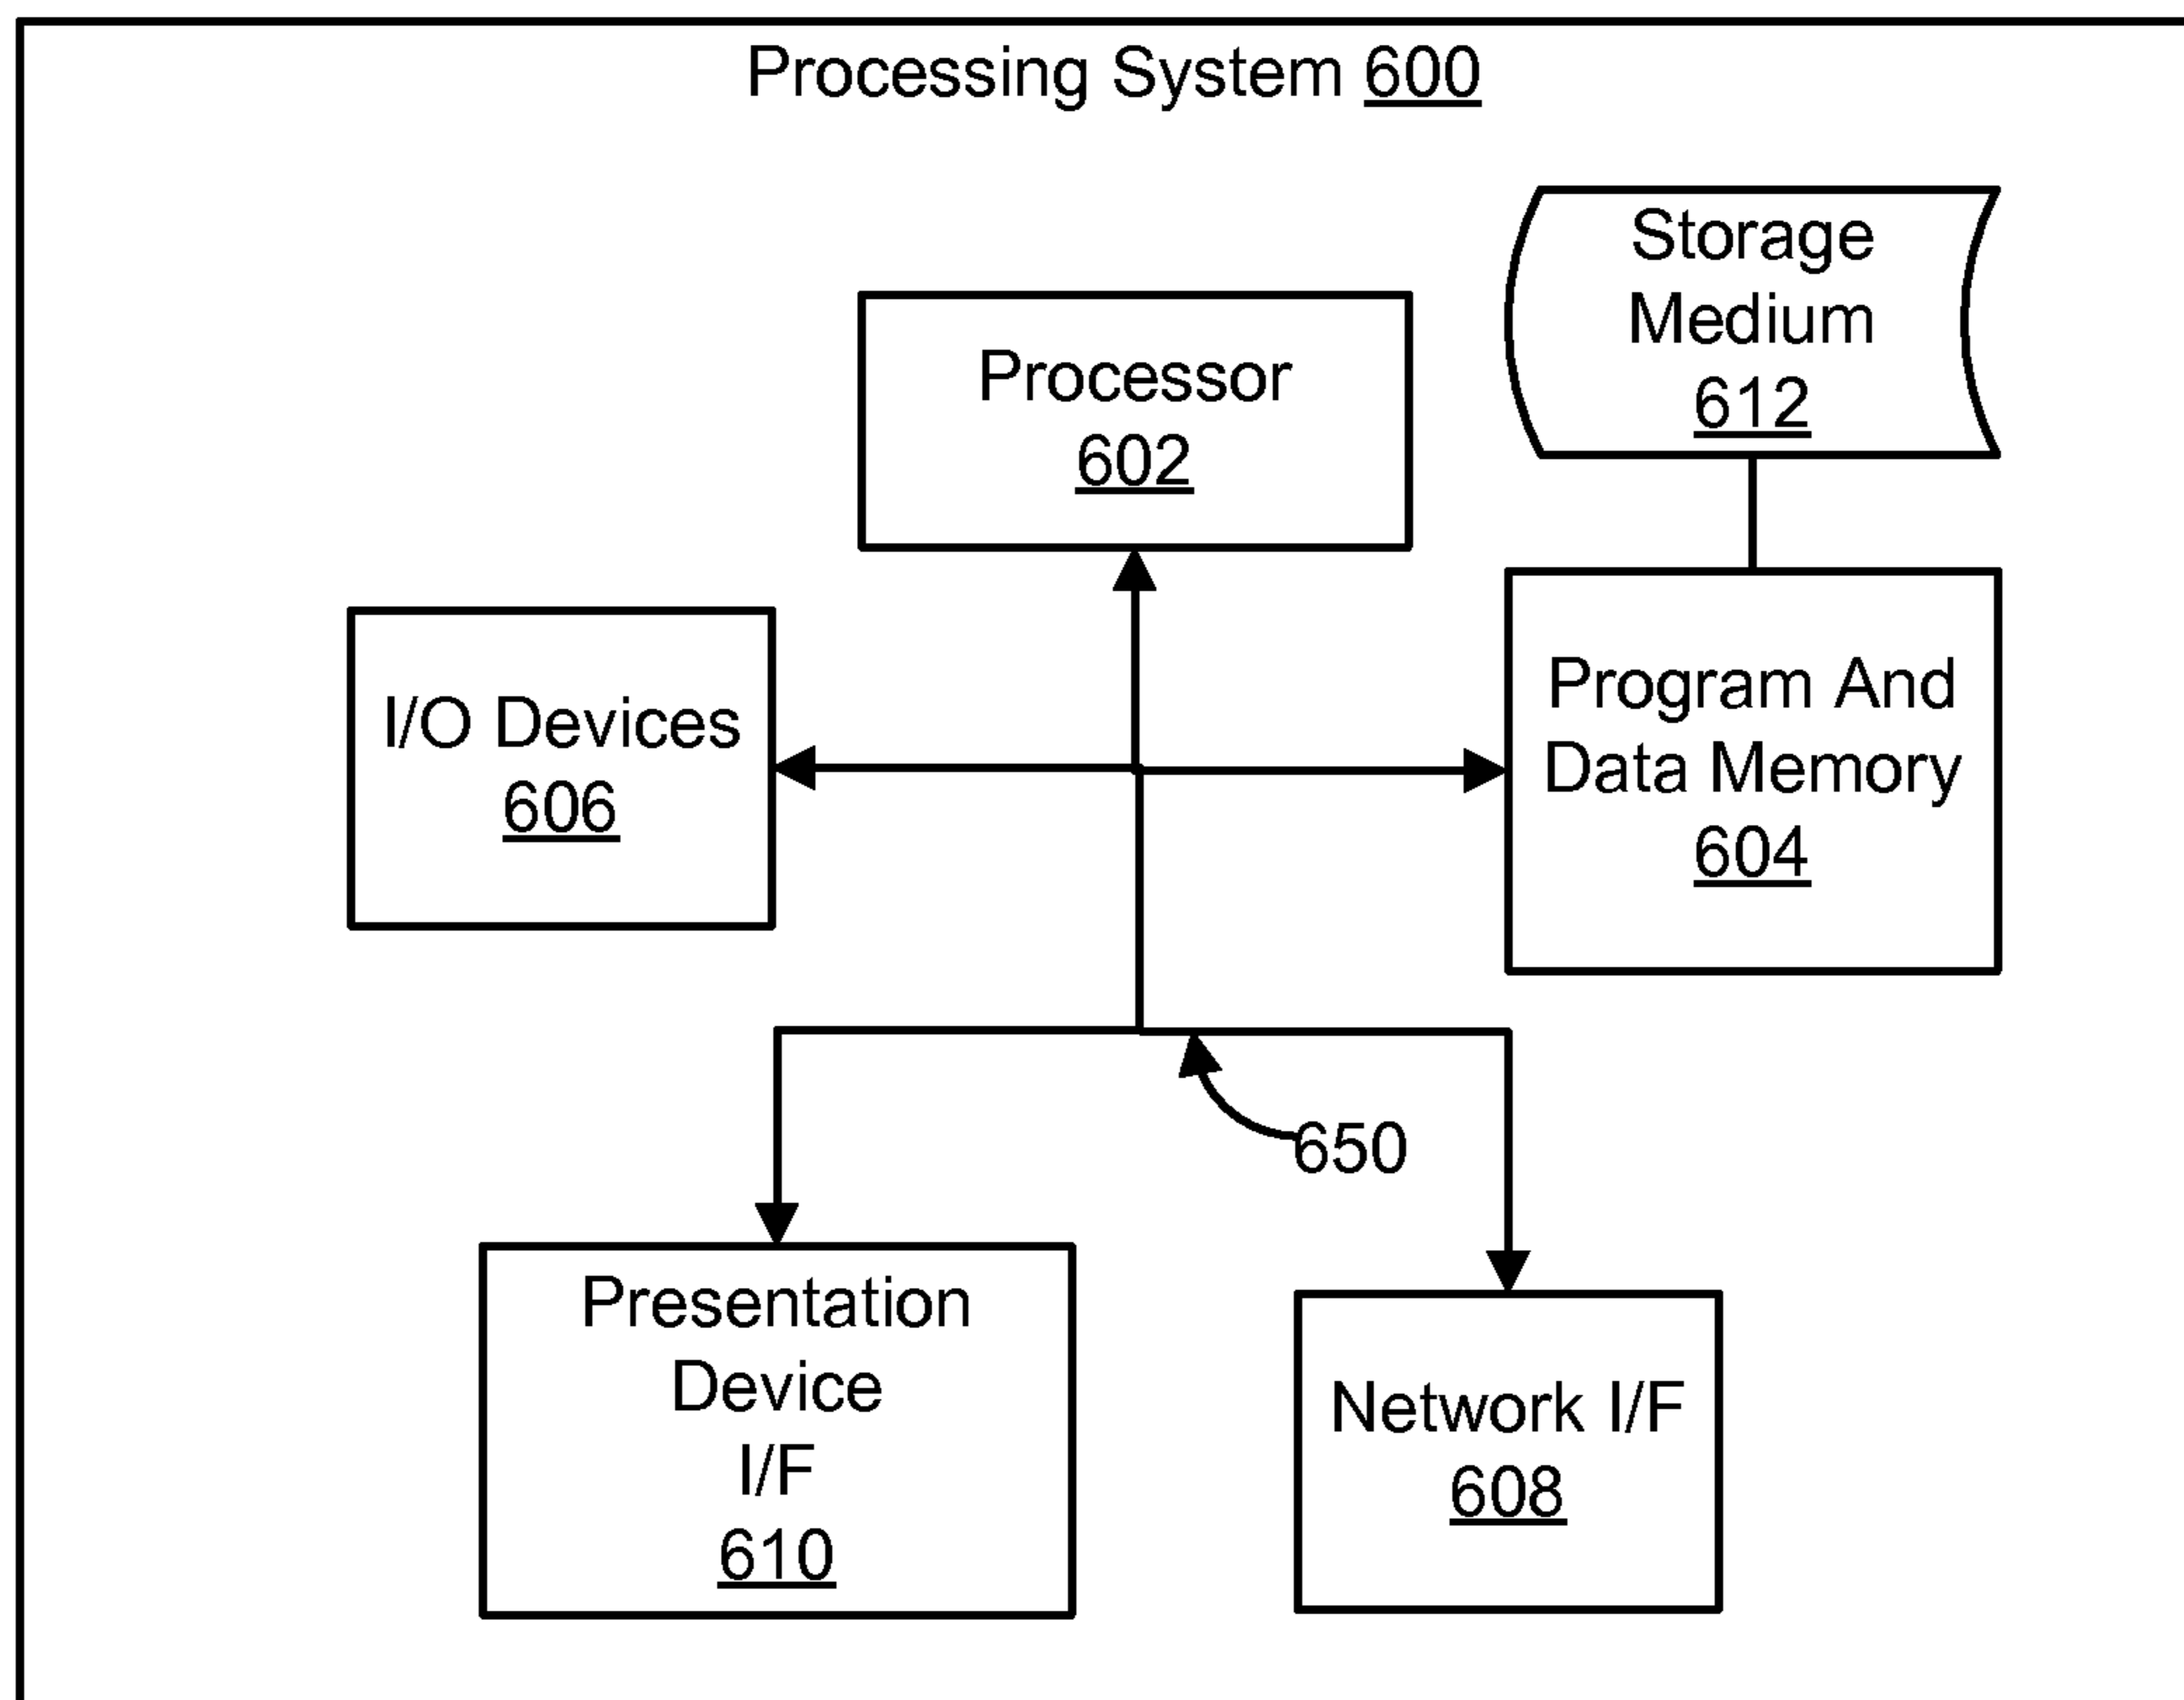 Processing System 600
Storage
Medium
612
Processor
602
I/O Devices
606
Program And
Data Memory
604
650
Presentation
Device
I/F
610
Network I/F
608